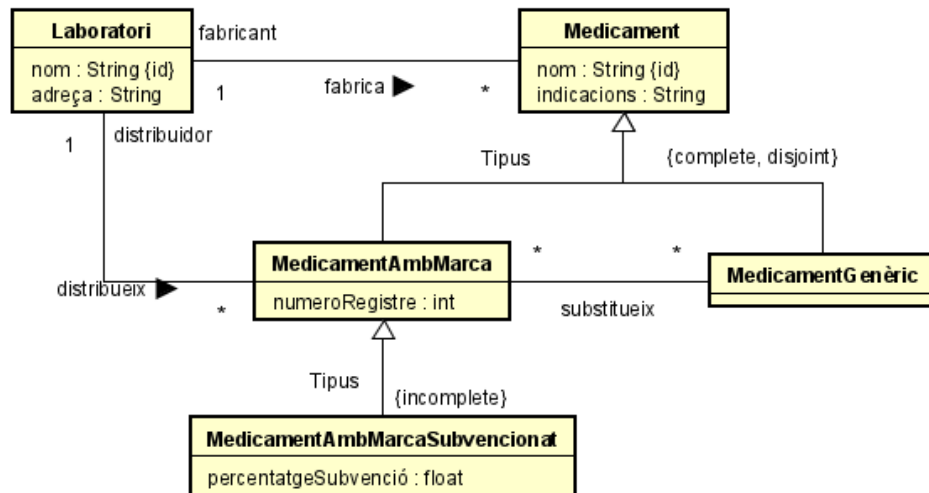 Laboratori
nom : String {id}
adreça : String
fabricant
1
fabrica
*
Medicament
nom : String {id}
indicacions : String
1
distribuidor
Tipus
{complete, disjoint}
distribueix
*
MedicamentAmbMarca
numeroRegistre : int
*
*
substitueix
MedicamentGenèric
Tipus
{incomplete}
MedicamentAmbMarcaSubvencionat
percentatgeSubvenció : float